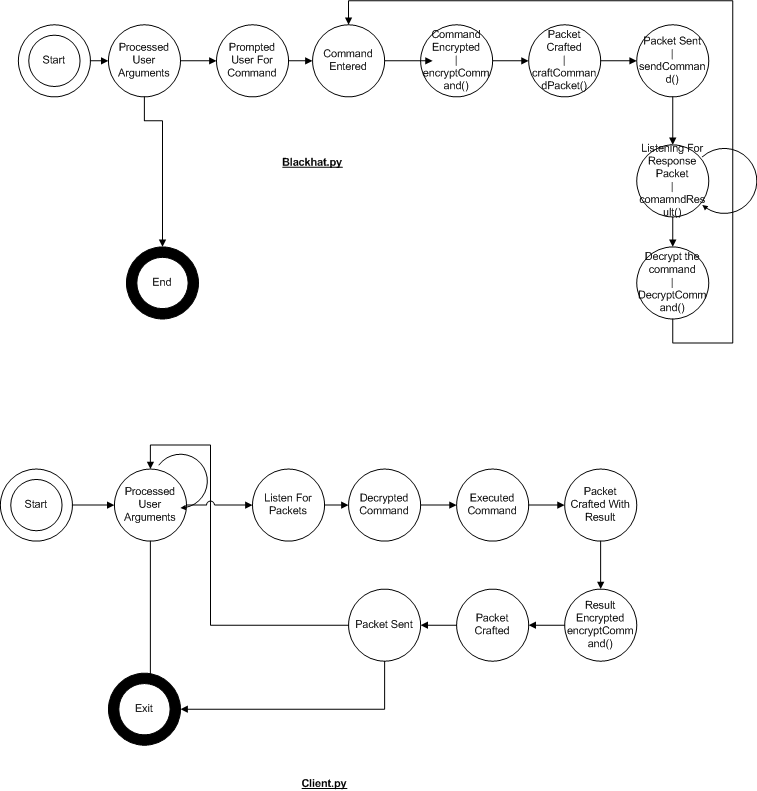 Start
Processed
User
Arguments
Prompted
User For
Command
Command
Entered
Command
Encrypted
|
encryptComm
and()
Packet
Crafted
|
craftComman
dPacket()
Packet Sent
|
sendComman
d()
Blackhat.py
Listening For
Response
Packet
|
comamndRes
ult()
End
Decrypt the
command
|
DecryptComm
and()
Start
Processed
User
Arguments
Listen For
Packets
Decrypted
Command
Executed
Command
Packet
Crafted With
Result
Packet Sent
Packet
Crafted
Result
Encrypted
encryptComm
and()
Exit
Client.py